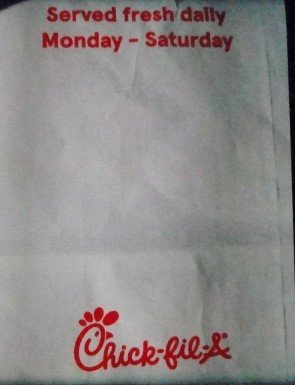 Served fresh daily
Monday - Saturday
Chick-fil-A